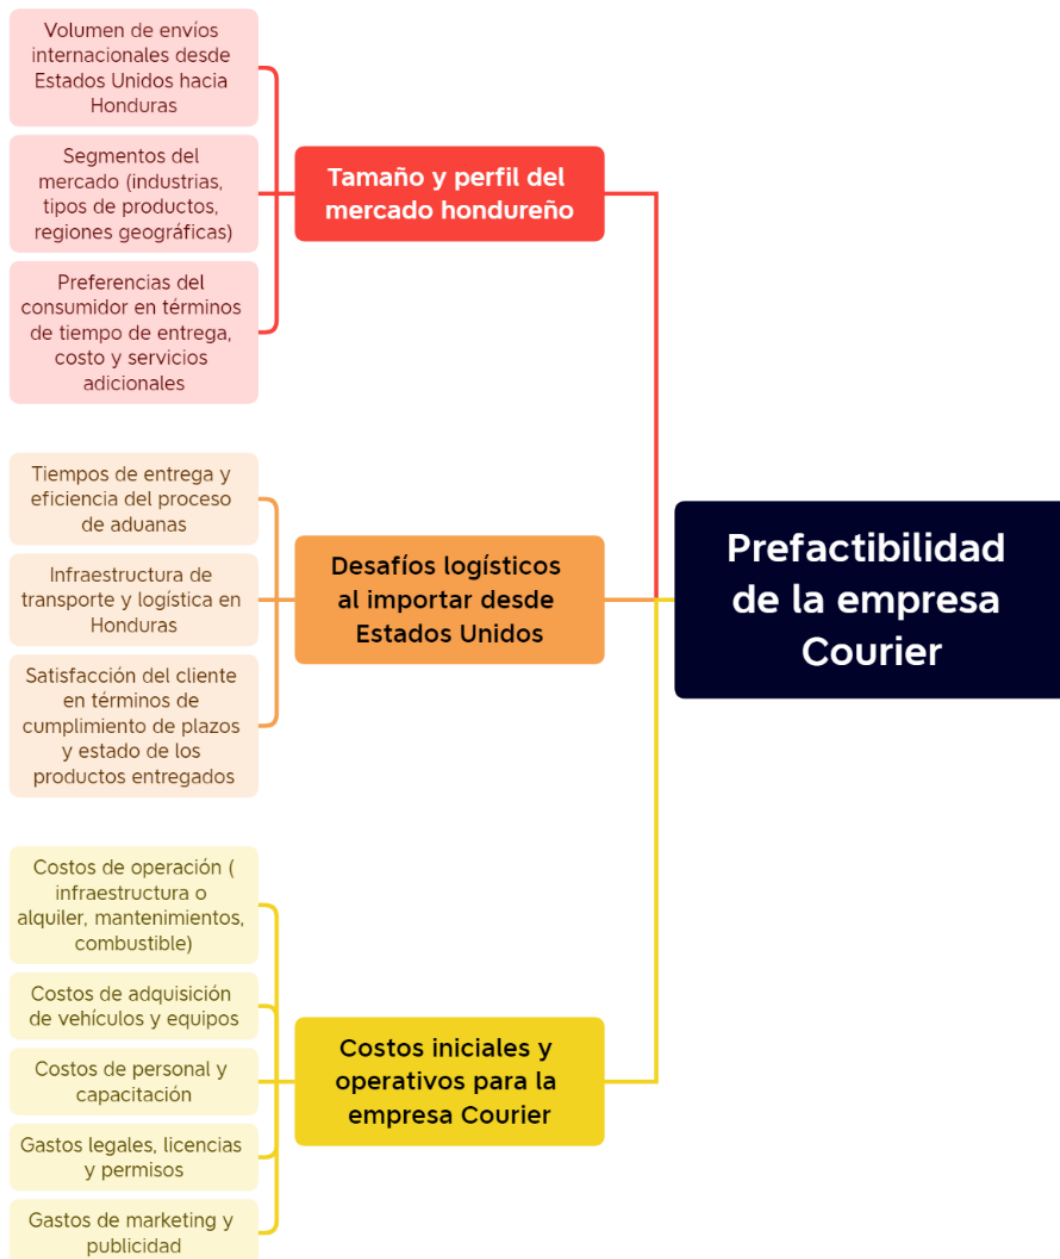 Volumen de envíos
internacionales desde
Estados Unidos hacia
Honduras
Segmentos del
mercado (industrias,
tipos de productos,
regiones geográficas)
Preferencias del
consumidor en términos
de tiempo de entrega,
costo y servicios
adicionales
Tamaño y perfil del
mercado hondureño
Tiempos de entrega y
eficiencia del proceso
de aduanas
Infraestructura de
transporte y logística en
Honduras
Satisfacción del cliente
en términos de
cumplimiento de plazos
y estado de los
productos entregados
Desafíos logísticos
al importar desde
Estados Unidos
Costos de operación (
infraestructura o
alquiler, mantenimientos,
combustible)
Costos de adquisición
de vehículos y equipos
Costos de personal y
capacitación
Gastos legales, licencias
y permisos
Gastos de marketing y
publicidad
Costos iniciales y
operativos para la
empresa Courier
Prefactibilidad
de la empresa
Courier